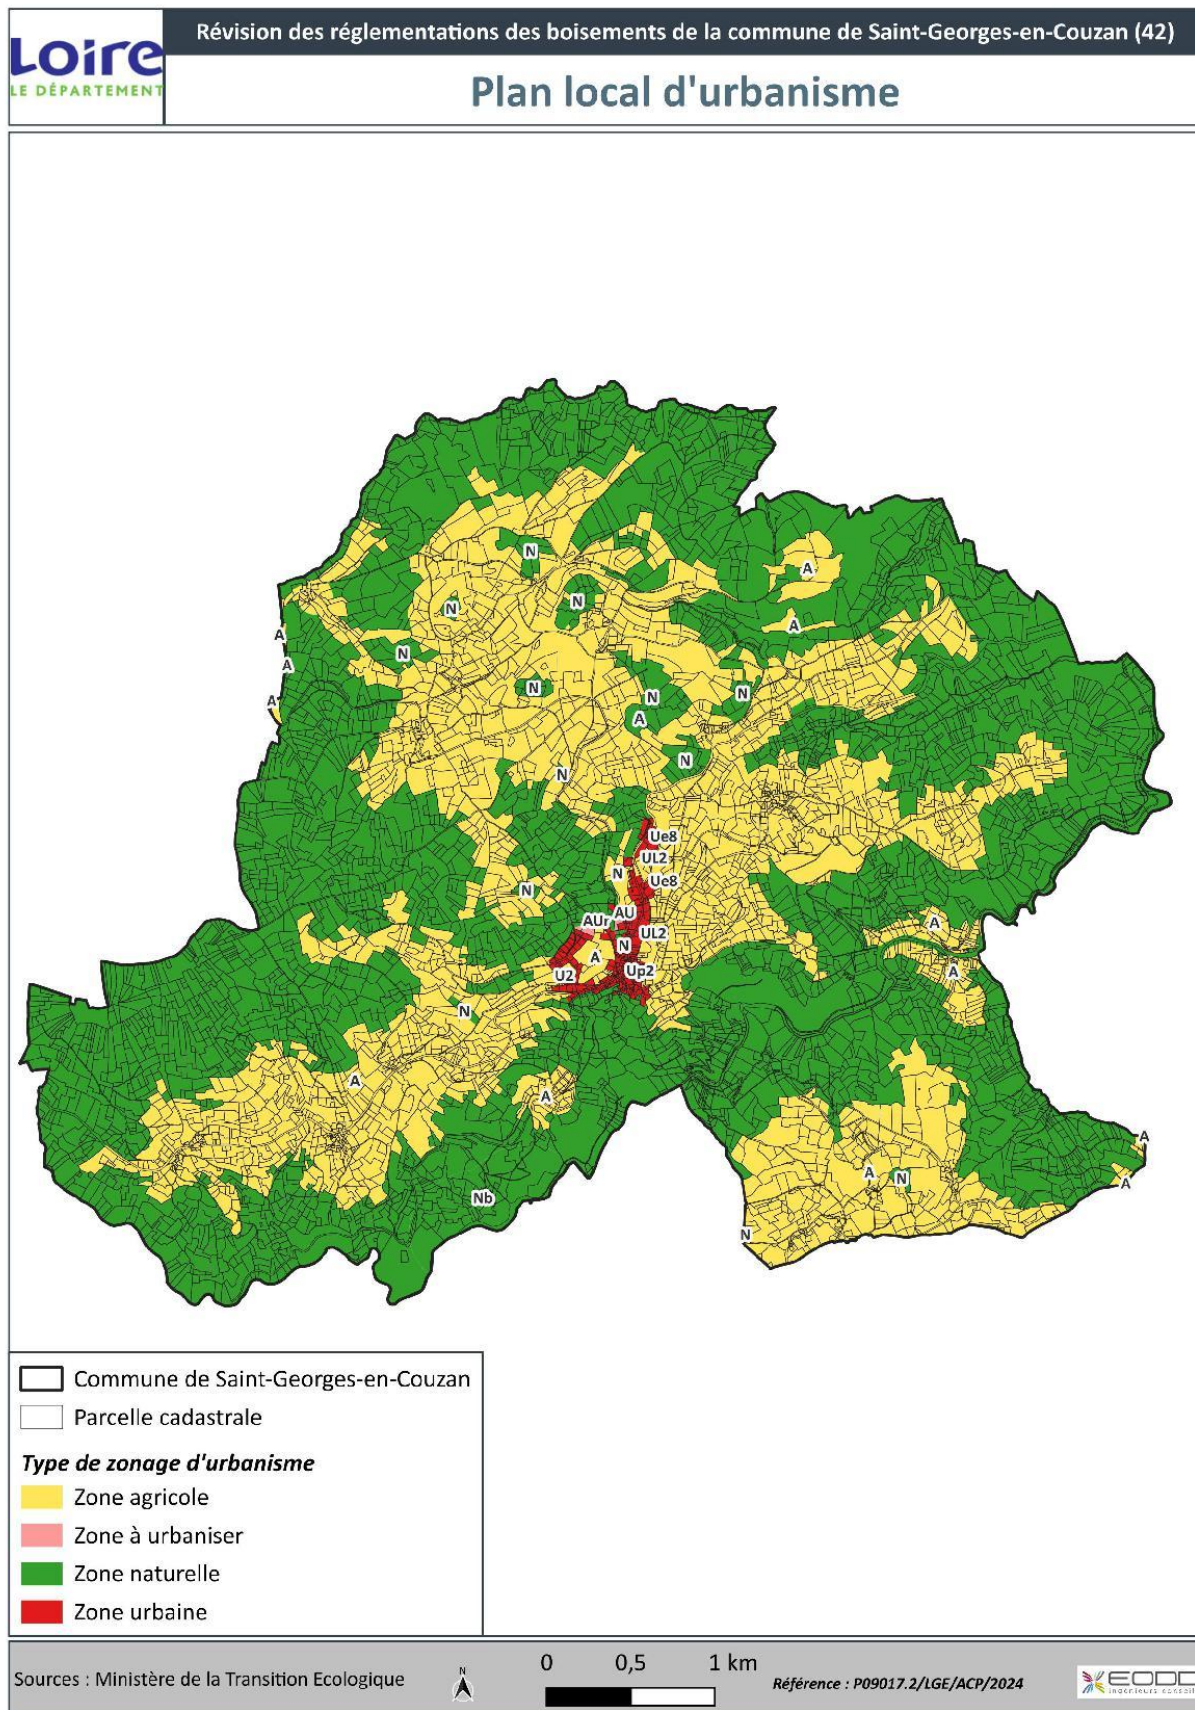 Loire
LE DÉPARTEMENT
Révision des réglementations des boisements de la commune de Saint-Georges-en-Couzan (42)
Plan local d'urbanisme
N
A
N
N
A
A
N
A
N
N
N
A
A
N
N
Ue8
UL2
N
Ue8
N
AU
AUr
A
UL2
N
A
U2
Up2
A
N
A
A
A
A
N
A
Nb
N
Commune de Saint-Georges-en-Couzan
Parcelle cadastrale
Type de zonage d'urbanisme
Zone agricole
Zone à urbaniser
Zone naturelle
Zone urbaine
Sources : Ministère de la Transition Ecologique
N
0 0,5 1 km
Référence : P09017.2/LGE/ACP/2024
EODD
ingénieurs conseils